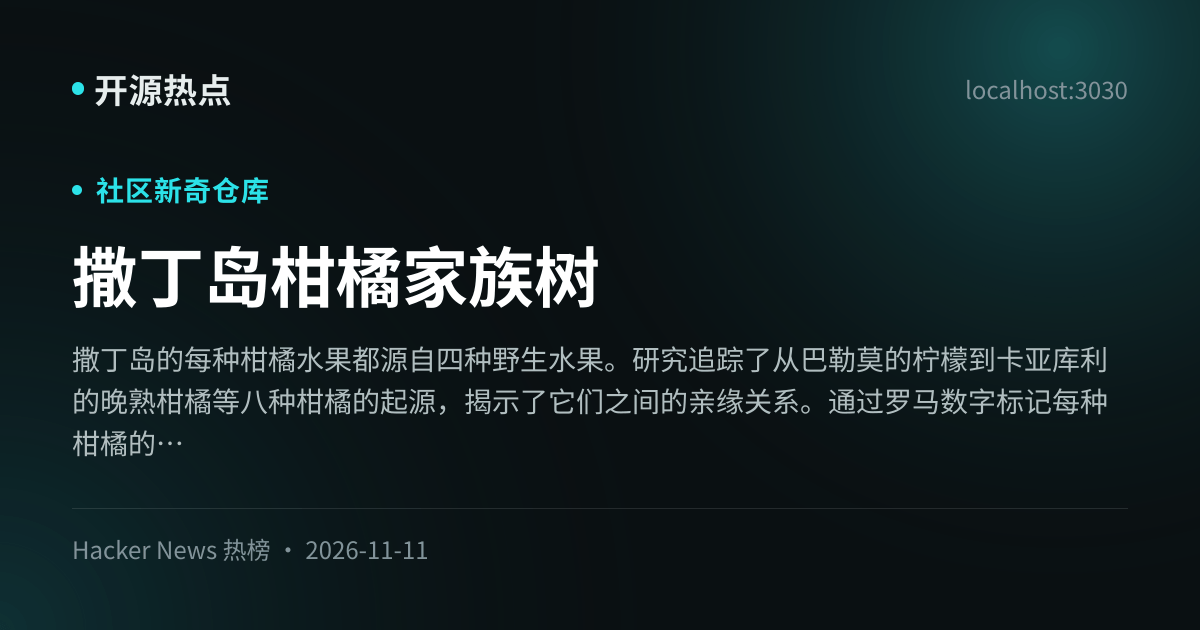 开源热点
localhost:3030
社区新奇仓库
撒丁岛柑橘家族树
撒丁岛的每种柑橘水果都源自四种野生水果。研究追踪了从巴勒莫的柠檬到卡亚库利
的晚熟柑橘等八种柑橘的起源，揭示了它们之间的亲缘关系。通过罗马数字标记每种
柑橘的…
Hacker News 热榜 · 2026-11-11